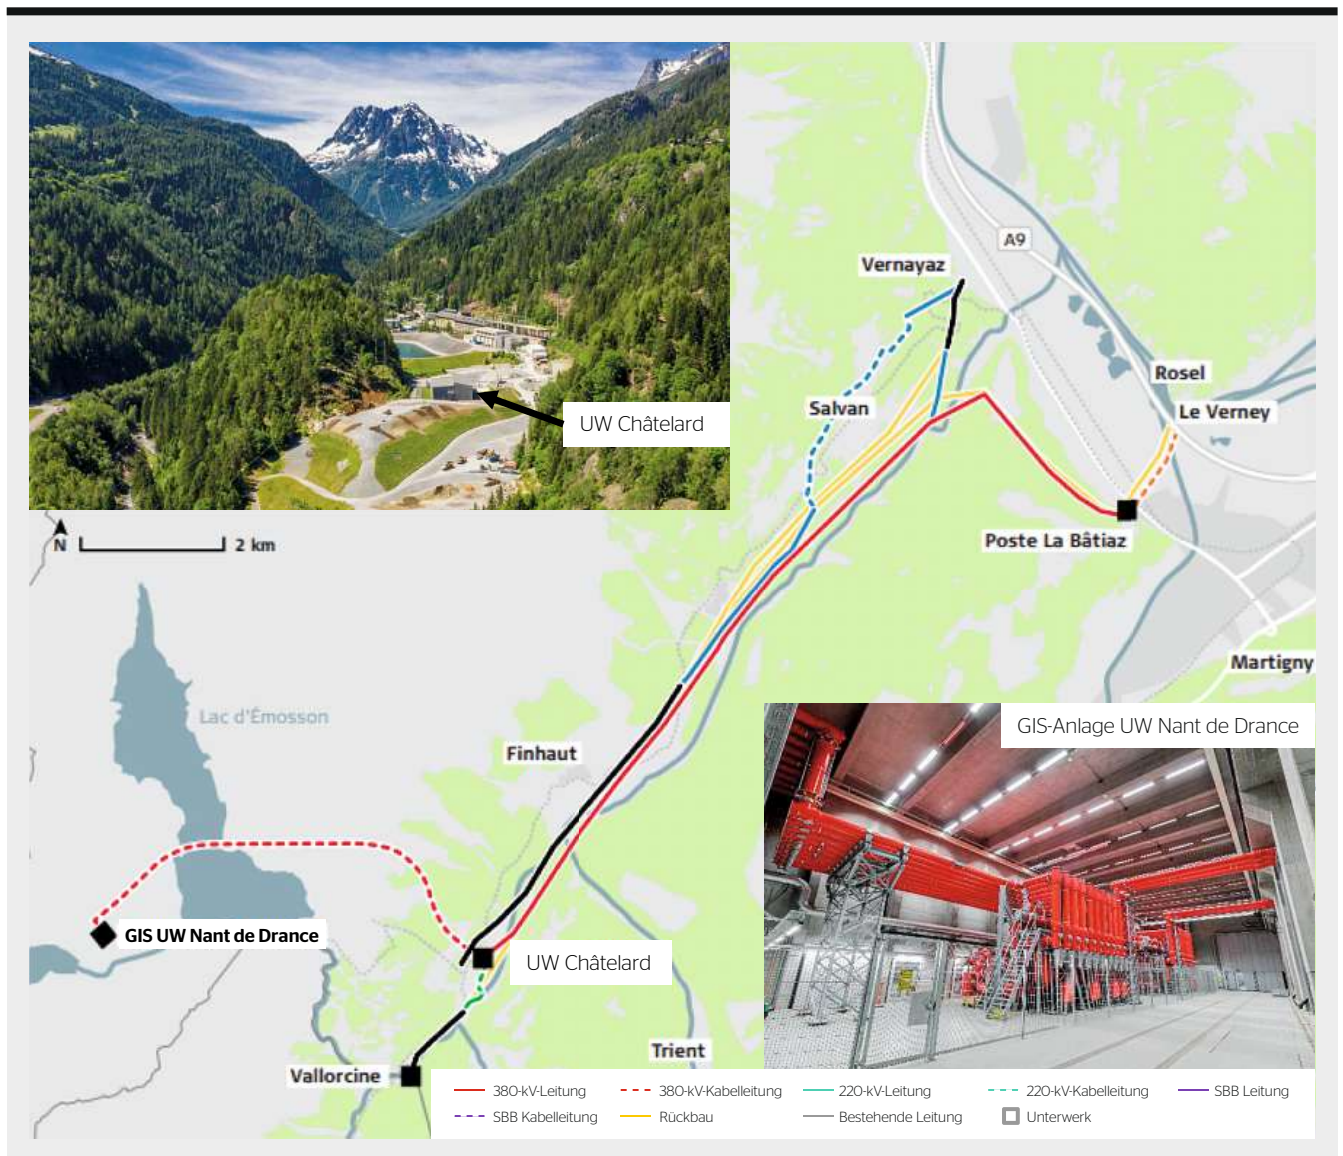 UW Châtelard
A9
Vernayaz
Rosel
Salvan
Le Verney
Poste La Bâtiaz
N
2 km
Martigny
Lac d'Émosson
GIS-Anlage UW Nant de Drance
Finhaut
GIS UW Nant de Drance
UW Châtelard
Trient
Vallorcine
380-kV-Leitung
380-kV-Kabelleitung
220-kV-Leitung
220-kV-Kabelleitung
SBB Leitung
SBB Kabelleitung
Rückbau
Bestehende Leitung
Unterwerk